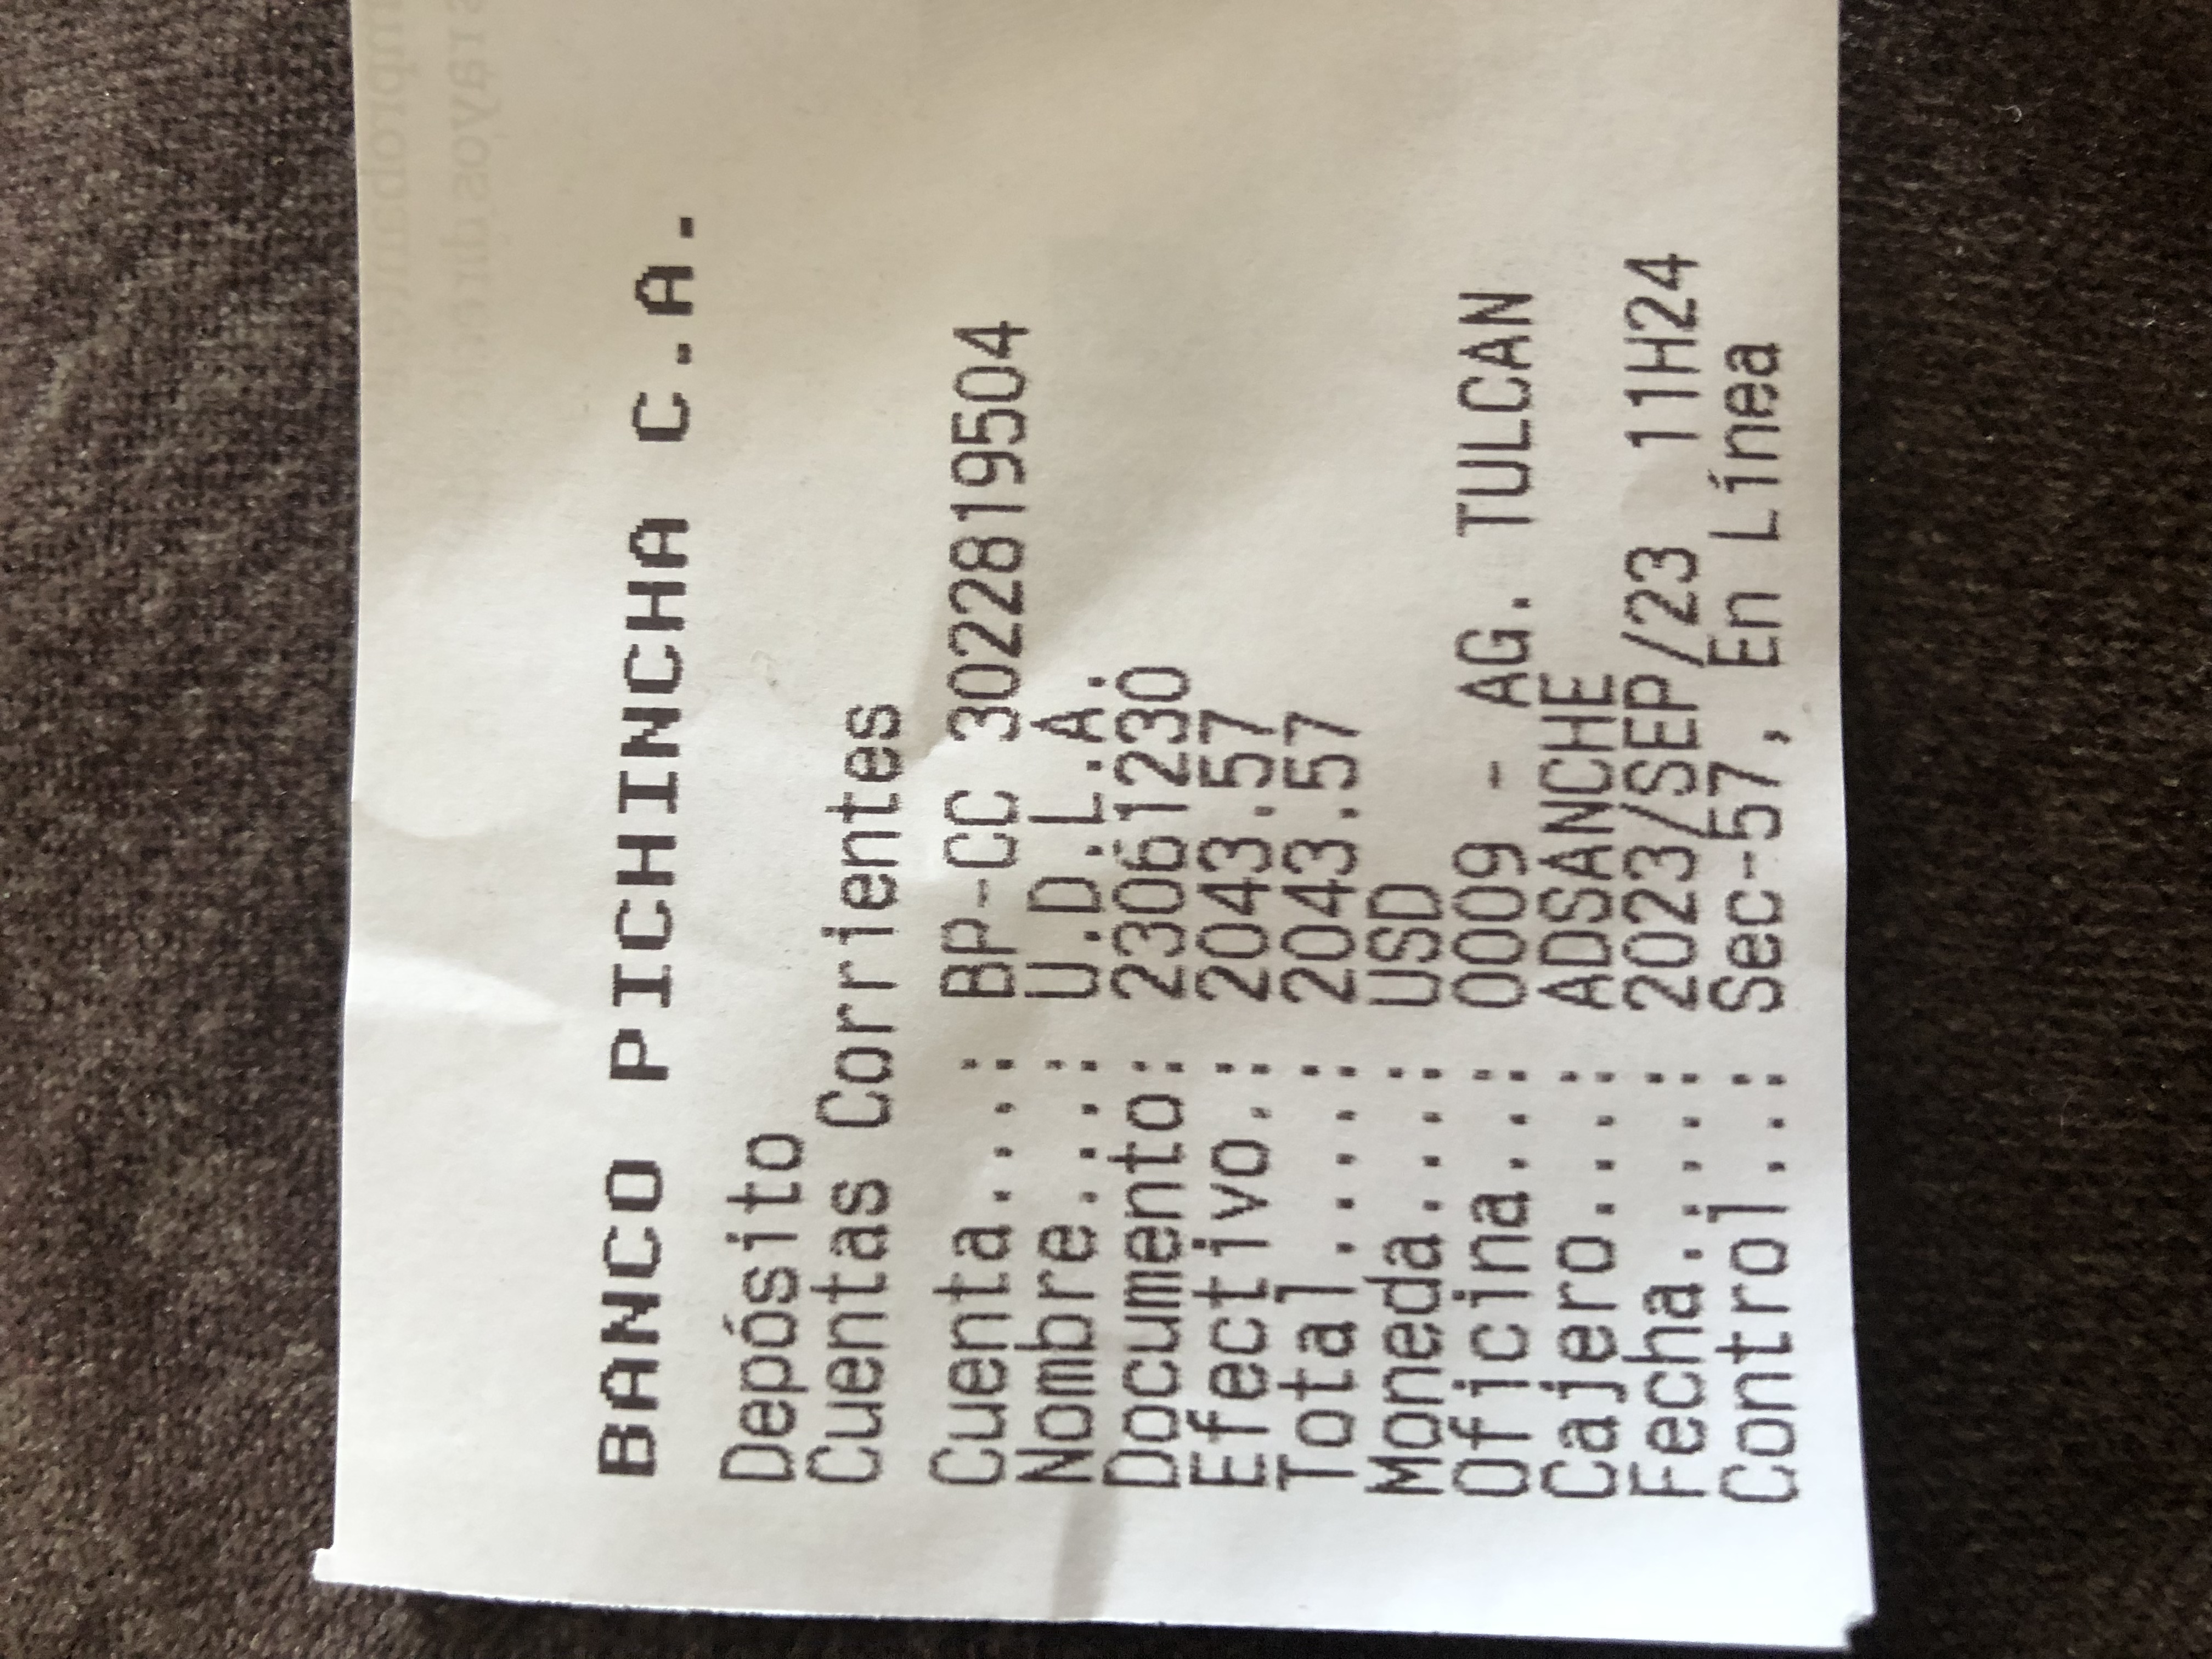 BANCO PICHINCHA C.A.
Depósito
Cuentas Corrientes
Cuenta....: BP-CC 3022819504
Nombre....: U.D.L.A.
Documento: 23061230
Efectivo.: 2043.57
Total.....: 2043.57
Moneda....: USD
Oficina...: 0009 - AG. TULCAN
Cajero....: ADSANCHE
Fecha.....: 2023/SEP/23 11H24
Control...: Sec-57, En Línea